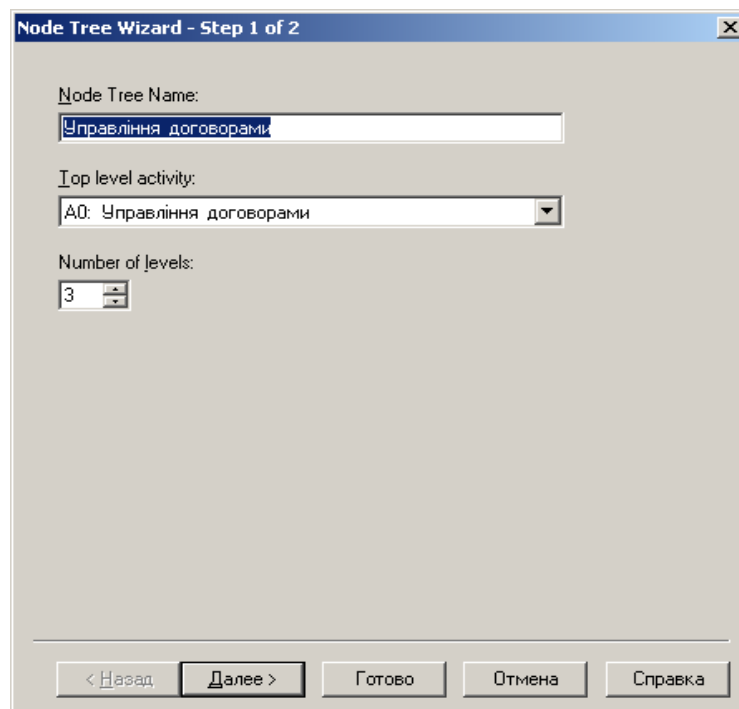 Node Tree Wizard - Step 1 of 2
Node Tree Name:
Управління договорами
Top level activity:
A0: Управління договорами
Number of levels:
3
< Назад Далее > Готово Отмена Справка